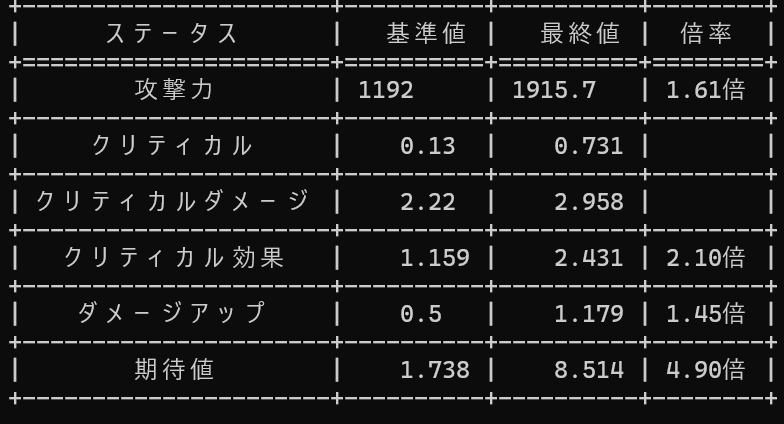 ステータス 基準値 最終値 倍率
攻撃力 1192 1915.7 1.61倍
クリティカル 0.13 0.731
クリティカルダメージ 2.22 2.958
クリティカル効果 1.159 2.431 2.10倍
ダメージアップ 0.5 1.179 1.45倍
期待値 1.738 8.514 4.90倍